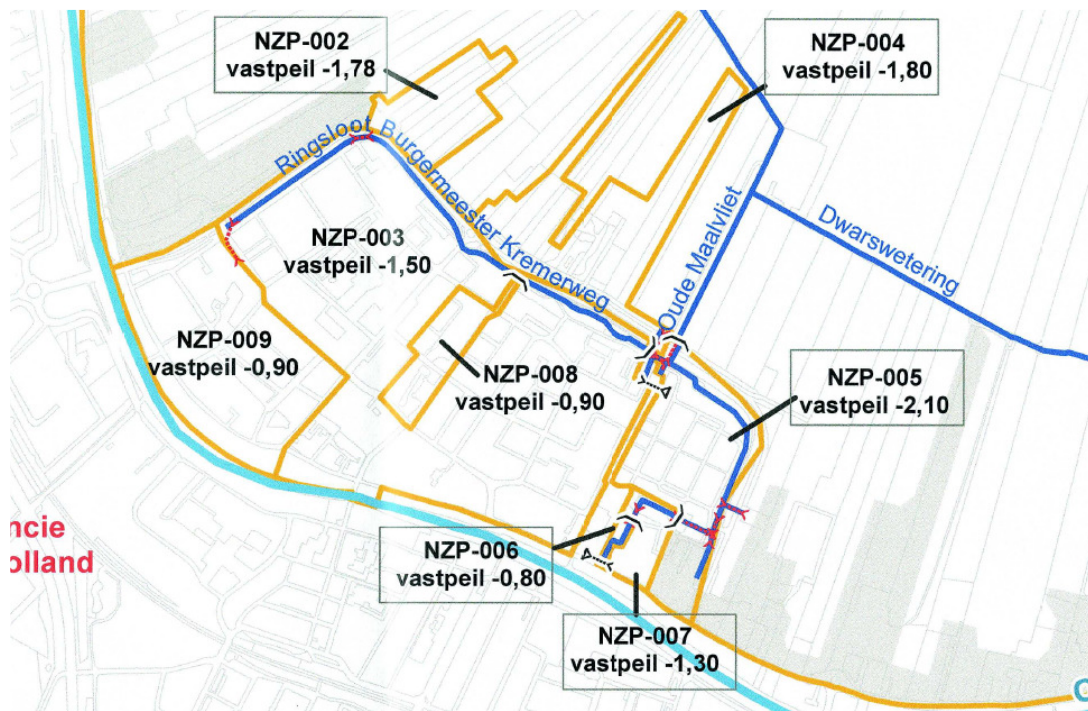 NZP-002
vastpeil -1,78
NZP-004
vastpeil -1,80
Ringsloot Burgermeester Kremerweg
Oude Maalvliet
Dwarswetering
NZP-003
vastpeil -1,50
NZP-009
vastpeil -0,90
NZP-008
vastpeil -0,90
NZP-005
vastpeil -2,10
ncie
olland
NZP-006
vastpeil -0,80
NZP-007
vastpeil -1,30